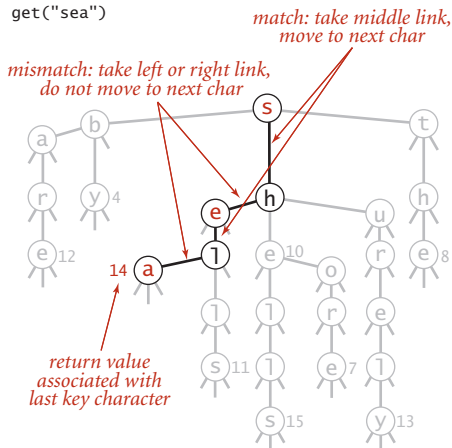 get("sea")
match: take middle link,
move to next char
mismatch: take left or right link,
do not move to next char
s
b
t
a
r
y 4
h
h
e
u
e 12
l
e 10
o
r
e 8
14 a
l
l
r
e
return value
associated with
last key character
s 11
l
e 7
l
s 15
y 13